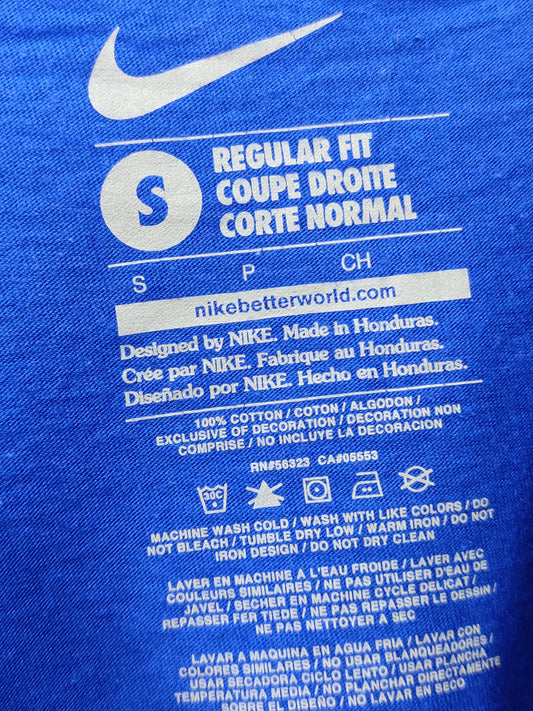 S
REGULAR FIT
COUPE DROITE
CORTE NORMAL
S P CH
nikebetterworld.com
Designed by NIKE. Made in Honduras.
Crée par NIKE. Fabrique au Honduras.
Diseñado por NIKE. Hecho en Honduras.
100% COTTON / COTON / ALGODON /
EXCLUSIVE OF DECORATION / DECORATION NON
COMPRISE / NO INCLUYE LA DECORACION
RN#56323 CA#05553
30C
MACHINE WASH COLD / WASH WITH LIKE COLORS / DO
NOT BLEACH / TUMBLE DRY LOW / WARM IRON / DO NOT
IRON DESIGN / DO NOT DRY CLEAN
LAVER EN MACHINE A L'EAU FROIDE / LAVER AVEC
COULEURS SIMILAIRES / NE PAS UTILISER D'EAU DE
JAVEL / SECHER EN MACHINE CYCLE DELICAT /
REPASSER FER TIEDE / NE PAS REPASSER LE DESSIN /
NE PAS NETTOYER A SEC
LAVAR A MAQUINA EN AGUA FRIA / LAVAR CON
COLORES SIMILARES / NO USAR BLANQUEADORES /
USAR SECADORA CICLO LENTO / USAR PLANCHA
TEMPERATURA MEDIA / NO PLANCHAR DIRECTAMENTE
SOBRE EL DISEÑO / NO LAVAR EN SECO